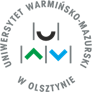 UNIWERSYTET WARMIŃSKO-MAZURSKI
W OLSZTYNIE